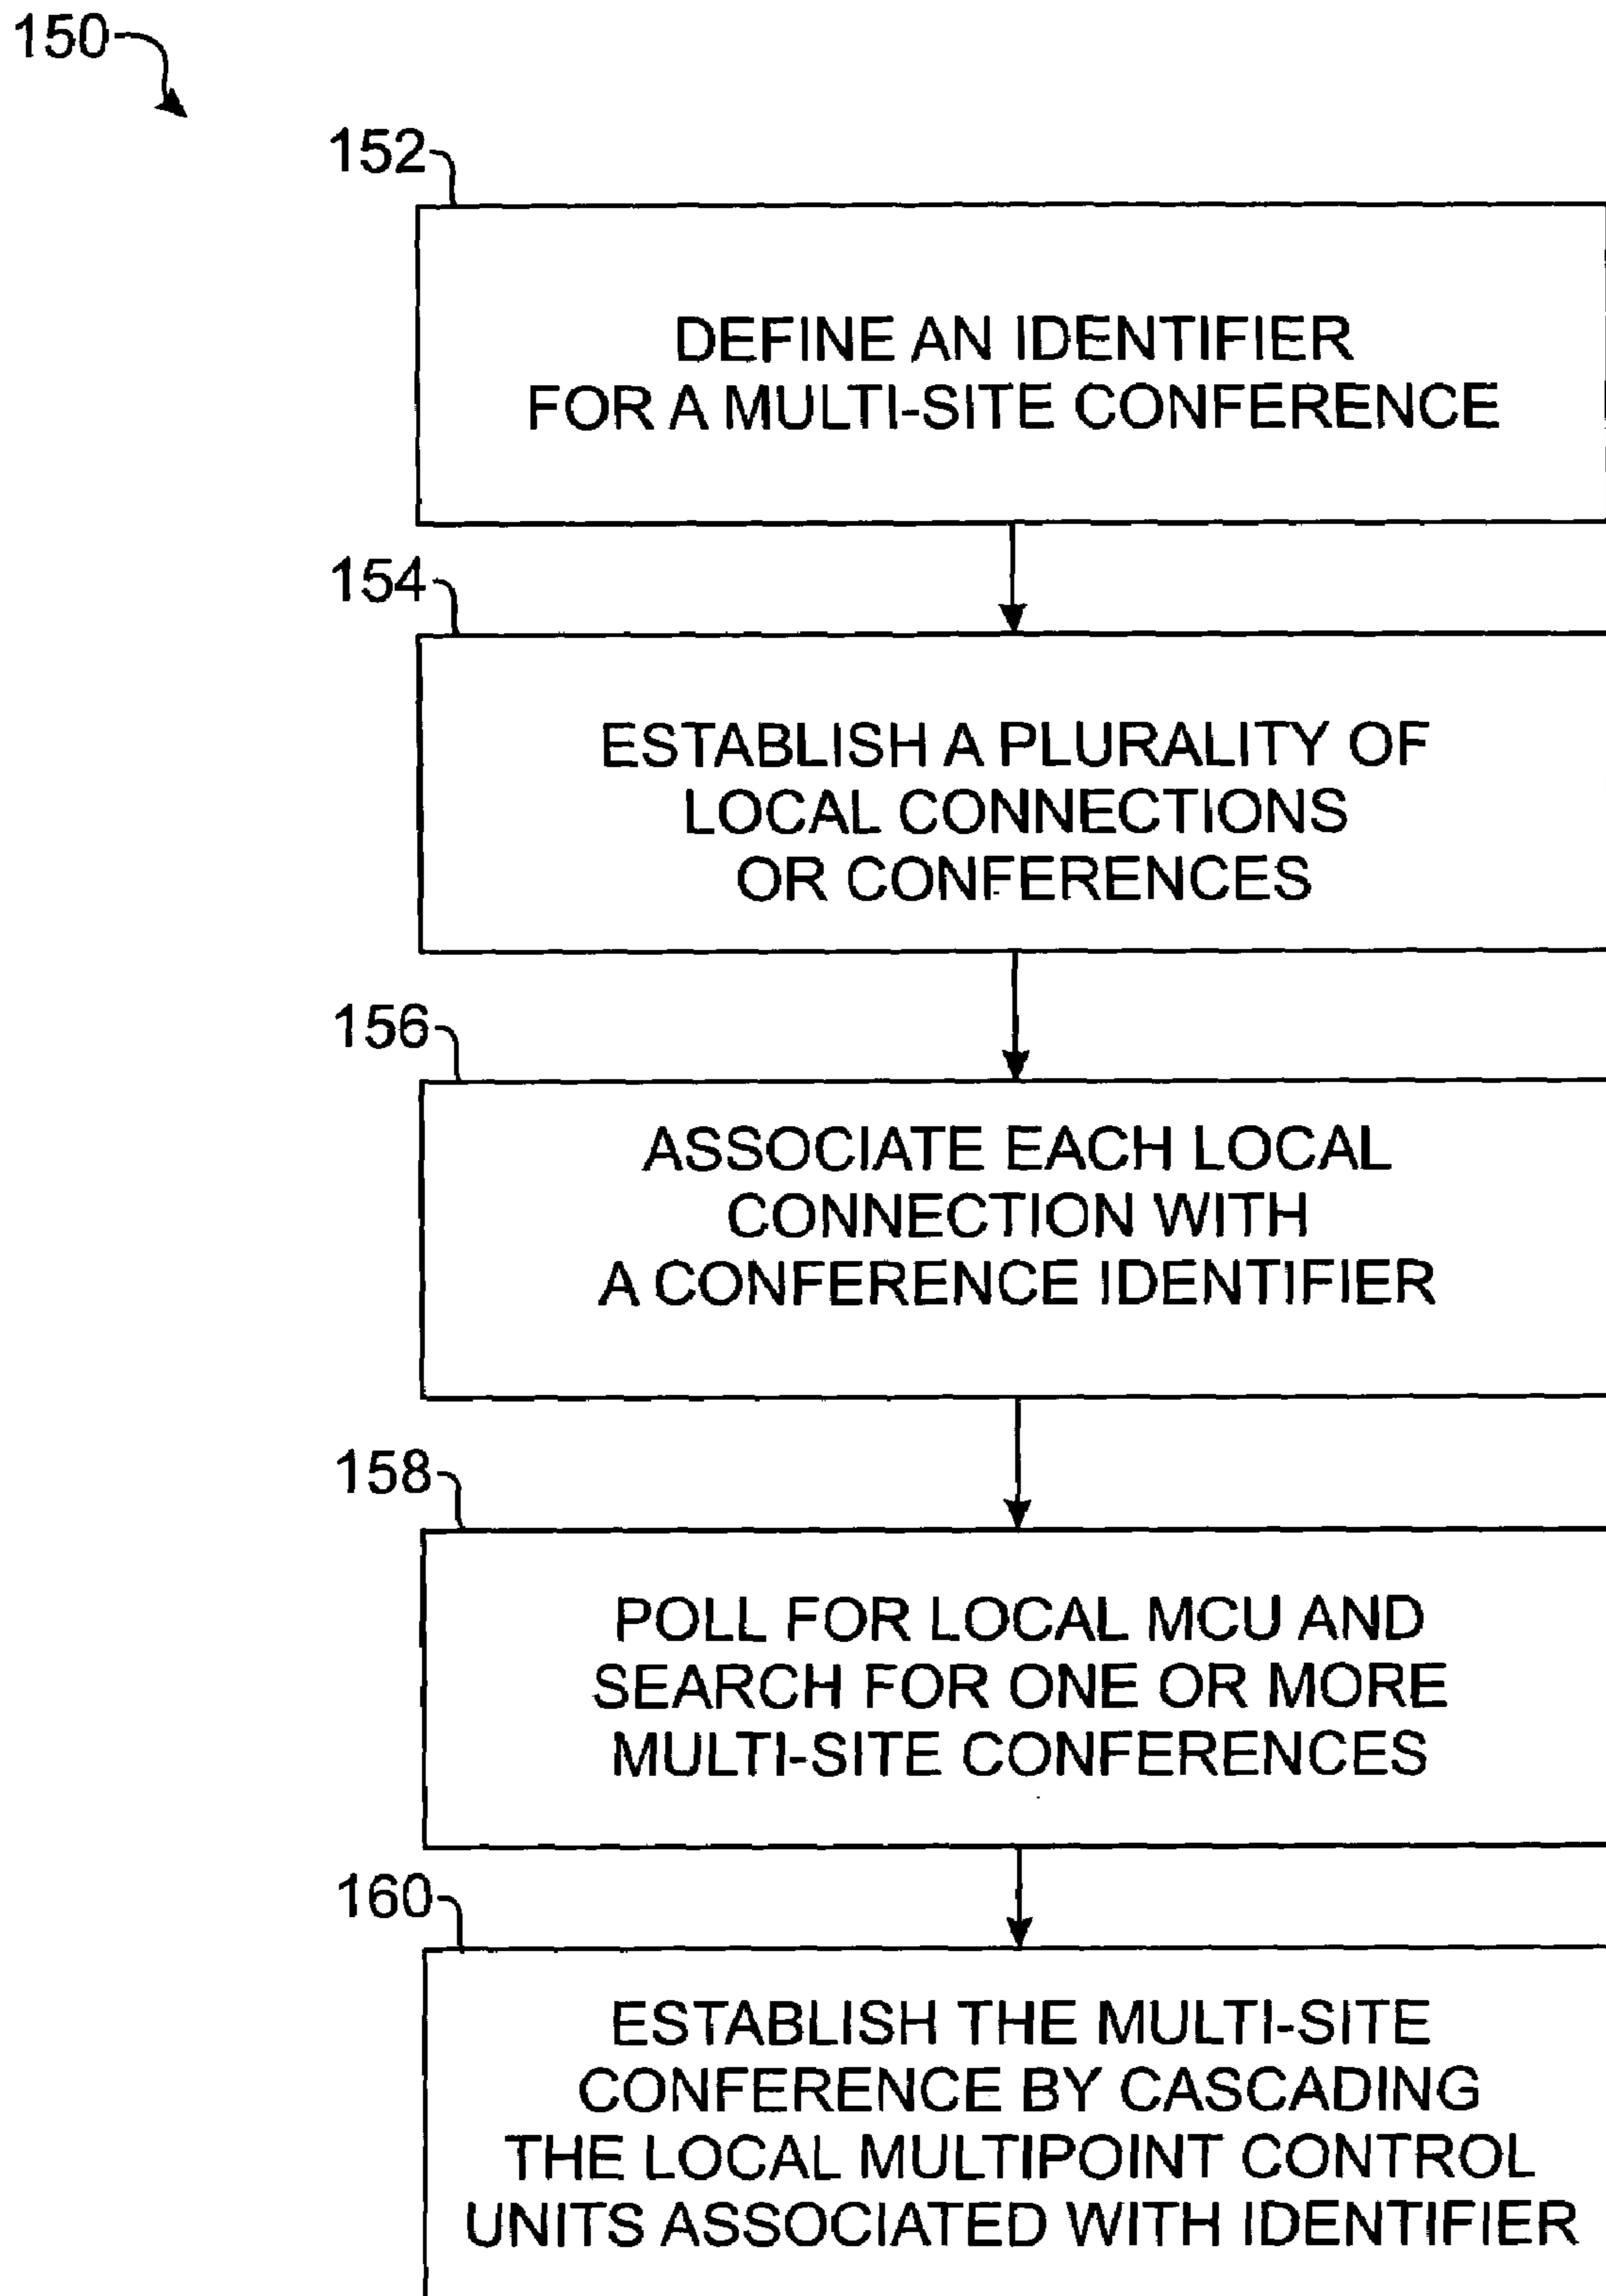 150
152
DEFINE AN IDENTIFIER
FOR A MULTI-SITE CONFERENCE
154
ESTABLISH A PLURALITY OF
LOCAL CONNECTIONS
OR CONFERENCES
156
ASSOCIATE EACH LOCAL
CONNECTION WITH
A CONFERENCE IDENTIFIER
158
POLL FOR LOCAL MCU AND
SEARCH FOR ONE OR MORE
MULTI-SITE CONFERENCES
160
ESTABLISH THE MULTI-SITE
CONFERENCE BY CASCADING
THE LOCAL MULTIPOINT CONTROL
UNITS ASSOCIATED WITH IDENTIFIER